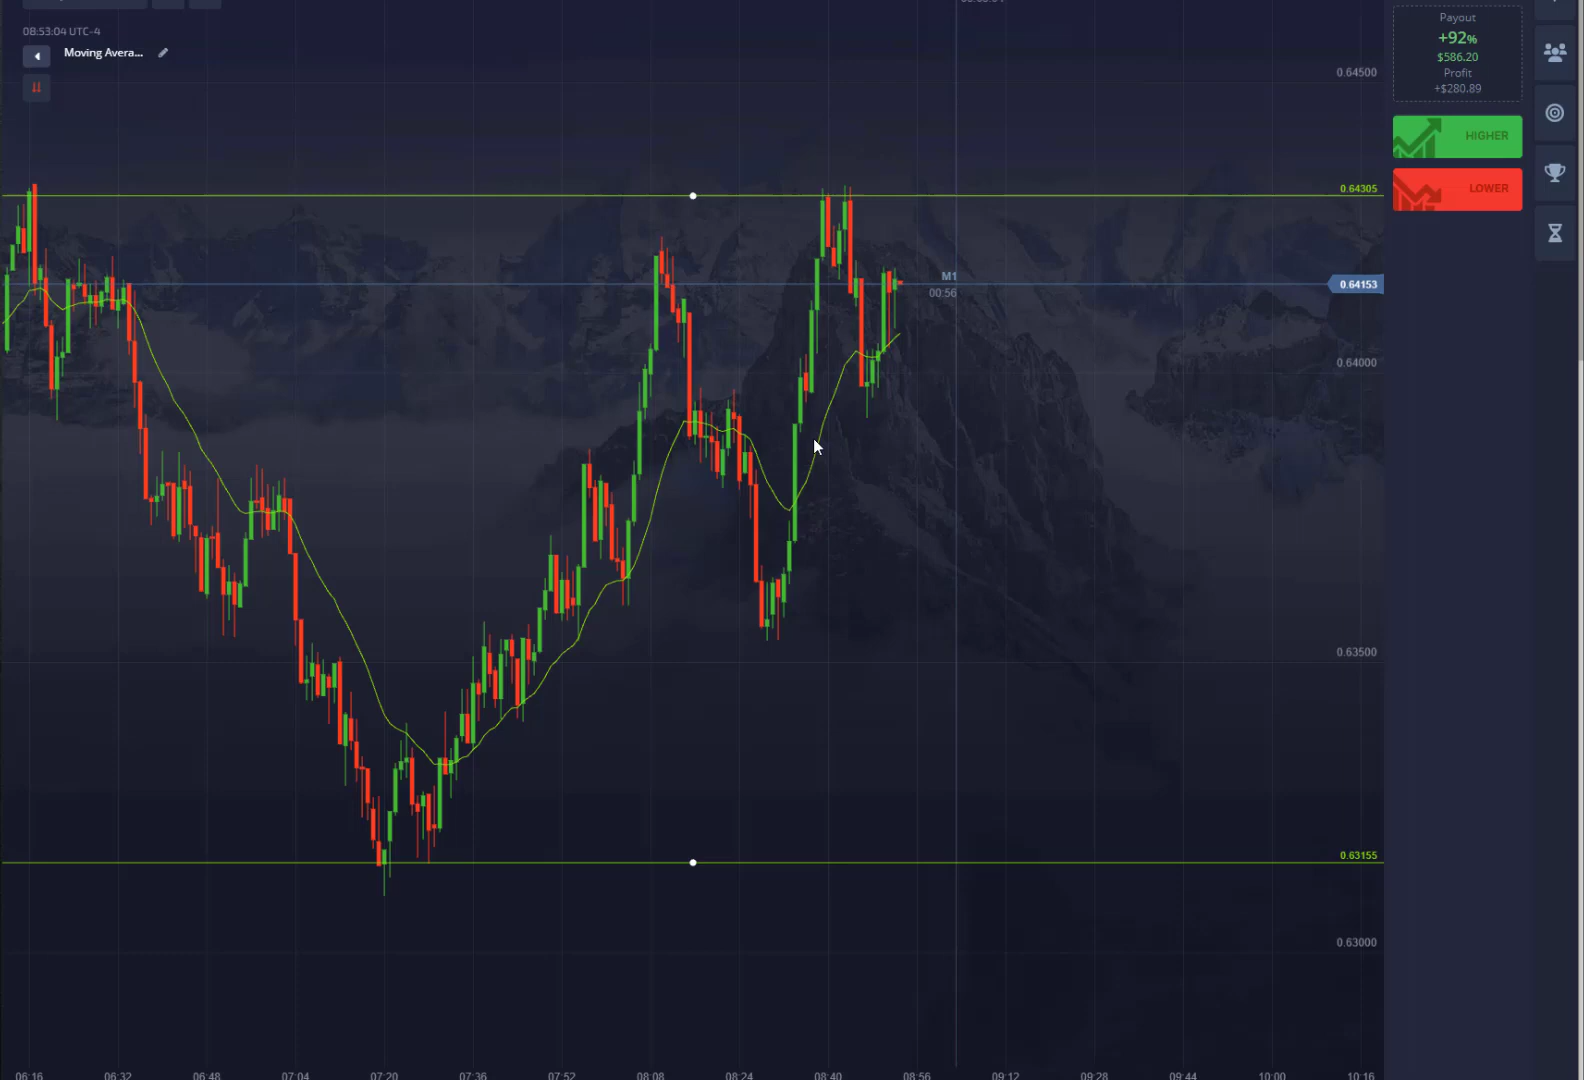 08:53:04 UTC-4
Moving Avera...
Payout
+92%
$586.20
Profit
+$280.89
HIGHER
LOWER
0.64500
0.64305
M1
00:56
0.64153
0.64000
0.63500
0.63155
0.63000
06:16 06:32 06:48 07:04 07:20 07:36 07:52 08:08 08:24 08:40 08:56 09:12 09:28 09:44 10:00 10:16